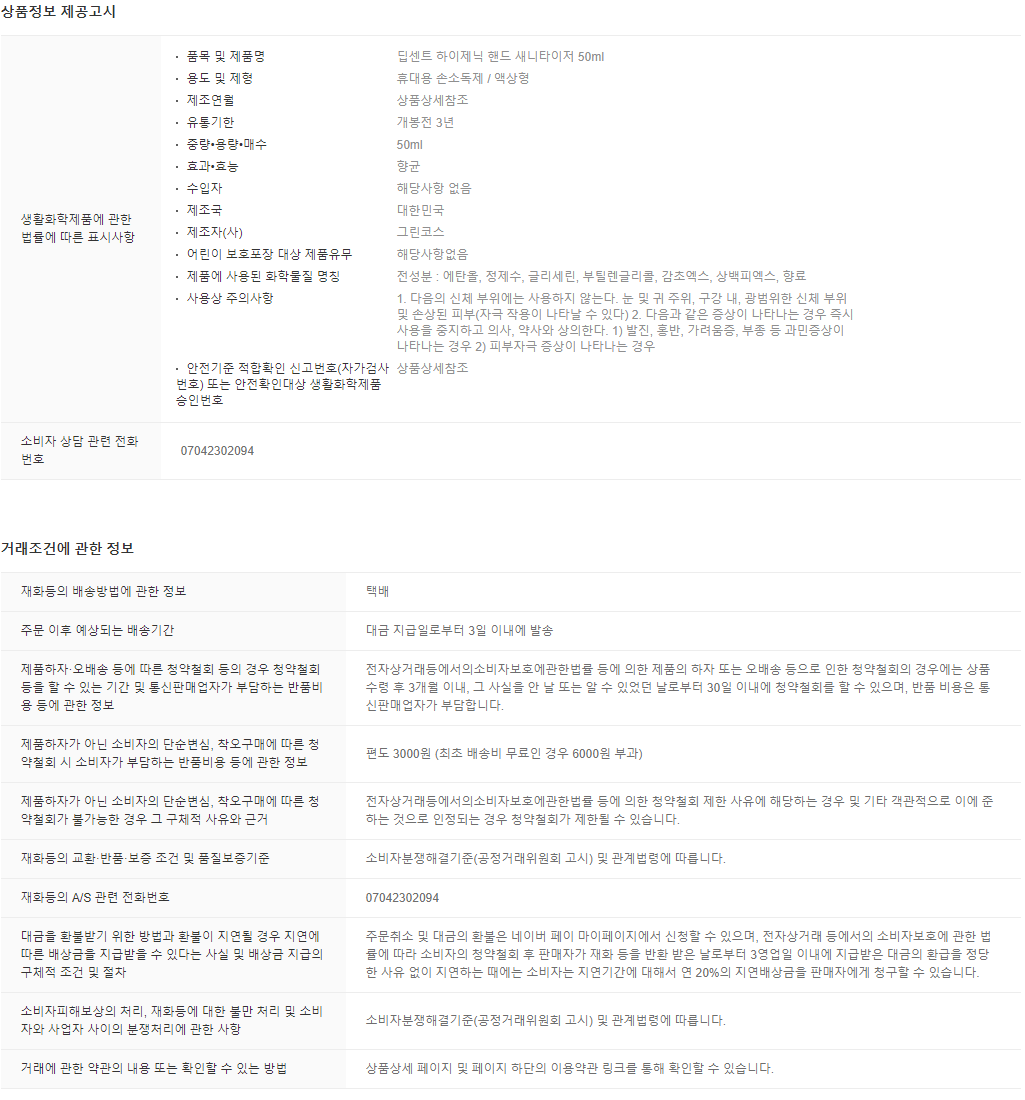 상품정보 제공고시
생활화학제품에 관한
법률에 따른 표시사항
· 품목 및 제품명 딥센트 하이제닉 핸드 새니타이저 50ml
· 용도 및 제형 휴대용 손소독제 / 액상형
· 제조연월 상품상세참조
· 유통기한 개봉전 3년
· 중량•용량•매수 50ml
· 효과•효능 향균
· 수입자 해당사항 없음
· 제조국 대한민국
· 제조자(사) 그린코스
· 어린이 보호포장 대상 제품유무 해당사항없음
· 제품에 사용된 화학물질 명칭 전성분 : 에탄올, 정제수, 글리세린, 부틸렌글리콜, 감초엑스, 상백피엑스, 향료
· 사용상 주의사항 1. 다음의 신체 부위에는 사용하지 않는다. 눈 및 귀 주위, 구강 내, 광범위한 신체 부위
및 손상된 피부(자극 작용이 나타날 수 있다) 2. 다음과 같은 증상이 나타나는 경우 즉시
사용을 중지하고 의사, 약사와 상의한다. 1) 발진, 홍반, 가려움증, 부종 등 과민증상이
나타나는 경우 2) 피부자극 증상이 나타나는 경우
· 안전기준 적합확인 신고번호(자가검사 상품상세참조
번호) 또는 안전확인대상 생활화학제품
승인번호
소비자 상담 관련 전화
번호
07042302094
거래조건에 관한 정보
재화등의 배송방법에 관한 정보 택배
주문 이후 예상되는 배송기간 대금 지급일로부터 3일 이내에 발송
제품하자·오배송 등에 따른 청약철회 등의 경우 청약철회
등을 할 수 있는 기간 및 통신판매업자가 부담하는 반품비
용 등에 관한 정보
전자상거래등에서의소비자보호에관한법률 등에 의한 제품의 하자 또는 오배송 등으로 인한 청약철회의 경우에는 상품
수령 후 3개월 이내, 그 사실을 안 날 또는 알 수 있었던 날로부터 30일 이내에 청약철회를 할 수 있으며, 반품 비용은 통
신판매업자가 부담합니다.
제품하자가 아닌 소비자의 단순변심, 착오구매에 따른 청
약철회 시 소비자가 부담하는 반품비용 등에 관한 정보
편도 3000원 (최초 배송비 무료인 경우 6000원 부과)
제품하자가 아닌 소비자의 단순변심, 착오구매에 따른 청
약철회가 불가능한 경우 그 구체적 사유와 근거
전자상거래등에서의소비자보호에관한법률 등에 의한 청약철회 제한 사유에 해당하는 경우 및 기타 객관적으로 이에 준
하는 것으로 인정되는 경우 청약철회가 제한될 수 있습니다.
재화등의 교환·반품·보증 조건 및 품질보증기준 소비자분쟁해결기준(공정거래위원회 고시) 및 관계법령에 따릅니다.
재화등의 A/S 관련 전화번호 07042302094
대금을 환불받기 위한 방법과 환불이 지연될 경우 지연에
따른 배상금을 지급받을 수 있다는 사실 및 배상금 지급의
구체적 조건 및 절차
주문취소 및 대금의 환불은 네이버 페이 마이페이지에서 신청할 수 있으며, 전자상거래 등에서의 소비자보호에 관한 법
률에 따라 소비자의 청약철회 후 판매자가 재화 등을 반환 받은 날로부터 3영업일 이내에 지급받은 대금의 환급을 정당
한 사유 없이 지연하는 때에는 소비자는 지연기간에 대해서 연 20%의 지연배상금을 판매자에게 청구할 수 있습니다.
소비자피해보상의 처리, 재화등에 대한 불만 처리 및 소비
자와 사업자 사이의 분쟁처리에 관한 사항
소비자분쟁해결기준(공정거래위원회 고시) 및 관계법령에 따릅니다.
거래에 관한 약관의 내용 또는 확인할 수 있는 방법 상품상세 페이지 및 페이지 하단의 이용약관 링크를 통해 확인할 수 있습니다.